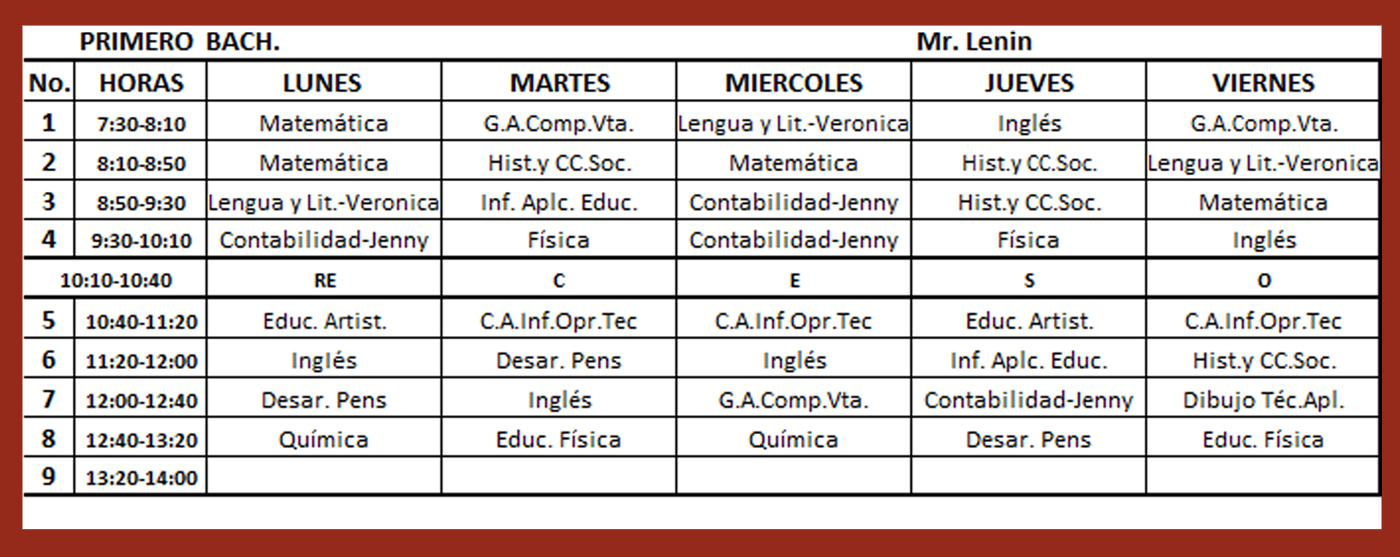 PRIMERO BACH. Mr. Lenin
No. HORAS LUNES MARTES MIERCOLES JUEVES VIERNES
1 7:30-8:10 Matemática G.A.Comp.Vta. Lengua y Lit.-Veronica Inglés G.A.Comp.Vta.
2 8:10-8:50 Matemática Hist.y CC.Soc. Matemática Hist.y CC.Soc. Lengua y Lit.-Veronica
3 8:50-9:30 Lengua y Lit.-Veronica Inf. Aplc. Educ. Contabilidad-Jenny Hist.y CC.Soc. Matemática
4 9:30-10:10 Contabilidad-Jenny Física Contabilidad-Jenny Física Inglés
10:10-10:40 RE C E S O
5 10:40-11:20 Educ. Artist. C.A.Inf.Opr.Tec C.A.Inf.Opr.Tec Educ. Artist. C.A.Inf.Opr.Tec
6 11:20-12:00 Inglés Desar. Pens Inglés Inf. Aplc. Educ. Hist.y CC.Soc.
7 12:00-12:40 Desar. Pens Inglés G.A.Comp.Vta. Contabilidad-Jenny Dibujo Téc.Apl.
8 12:40-13:20 Química Educ. Física Química Desar. Pens Educ. Física
9 13:20-14:00